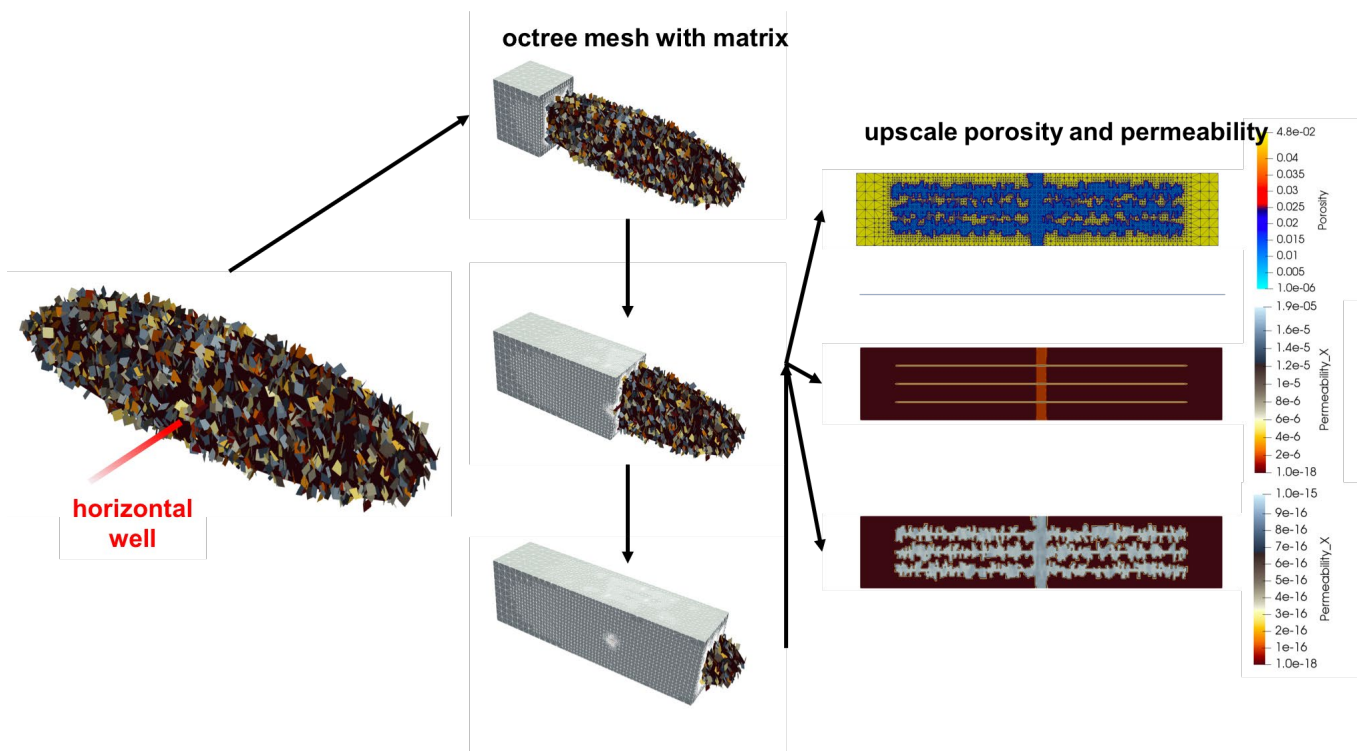 octree mesh with matrix
upscale porosity and permeability
4.8e-02
0.04
0.035
0.03
0.025
0.02
0.015
0.01
0.005
1.0e-06
Porosity
1.9e-05
1.6e-5
1.4e-5
1.2e-5
1e-5
8e-6
6e-6
4e-6
2e-6
1.0e-18
Permeability_X
1.0e-15
9e-16
8e-16
7e-16
6e-16
5e-16
4e-16
3e-16
2e-16
1e-16
1.0e-18
Permeability_X
horizontal
well